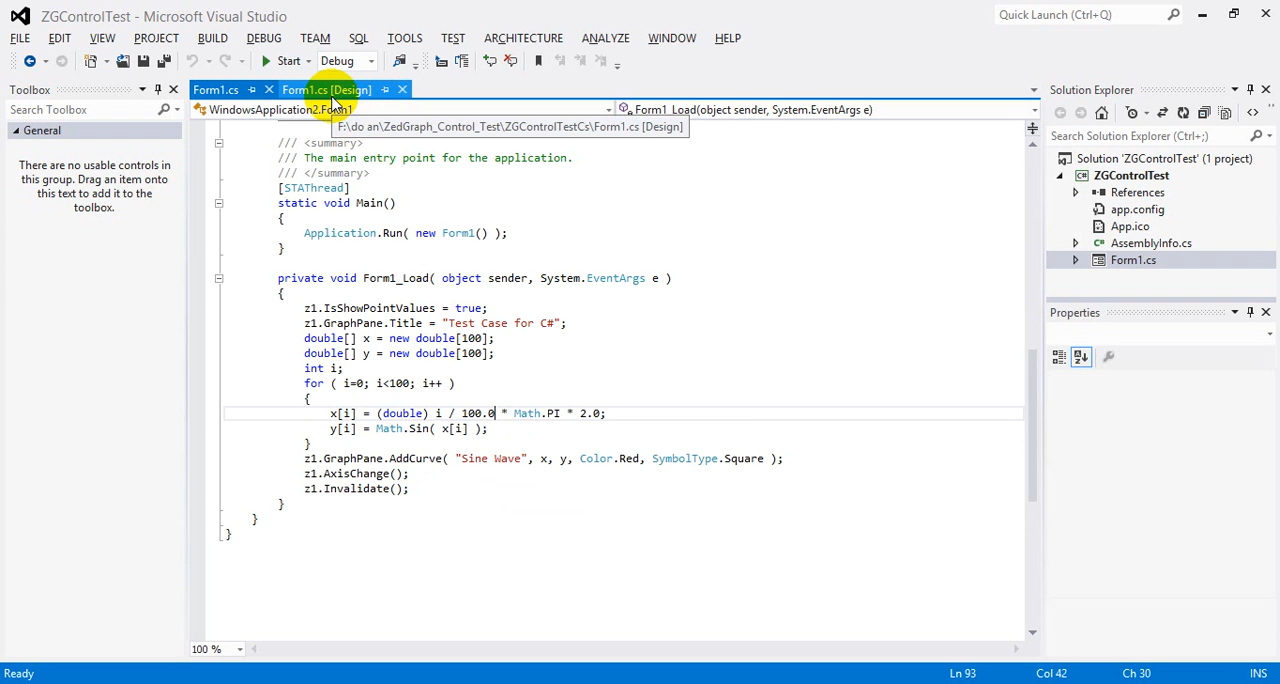 ZGControlTest - Microsoft Visual Studio
Quick Launch (Ctrl+Q)
FILE EDIT VIEW PROJECT BUILD DEBUG TEAM SQL TOOLS TEST ARCHITECTURE ANALYZE WINDOW HELP
Start Debug
Toolbox
Search Toolbox
General
There are no usable controls in
this group. Drag an item onto
this text to add it to the
toolbox.
Form1.cs Form1.cs [Design]
WindowsApplication2.Form1 Form1_Load(object sender, System.EventArgs e)
F:\do an\ZedGraph_Control_Test\ZGControlTestCs\Form1.cs [Design]
/// <summary>
/// The main entry point for the application.
/// </summary>
[STAThread]
static void Main()
{
Application.Run( new Form1() );
}
private void Form1_Load( object sender, System.EventArgs e )
{
z1.IsShowPointValues = true;
z1.GraphPane.Title = "Test Case for C#";
double[] x = new double[100];
double[] y = new double[100];
int i;
for ( i=0; i<100; i++ )
{
x[i] = (double) i / 100.0 * Math.PI * 2.0;
y[i] = Math.Sin( x[i] );
}
z1.GraphPane.AddCurve( "Sine Wave", x, y, Color.Red, SymbolType.Square );
z1.AxisChange();
z1.Invalidate();
}
}
}
100 %
Solution Explorer
Search Solution Explorer (Ctrl+;)
Solution 'ZGControlTest' (1 project)
C# ZGControlTest
References
app.config
App.ico
C# AssemblyInfo.cs
Form1.cs
Properties
Ready
Ln 93 Col 42 Ch 30 INS